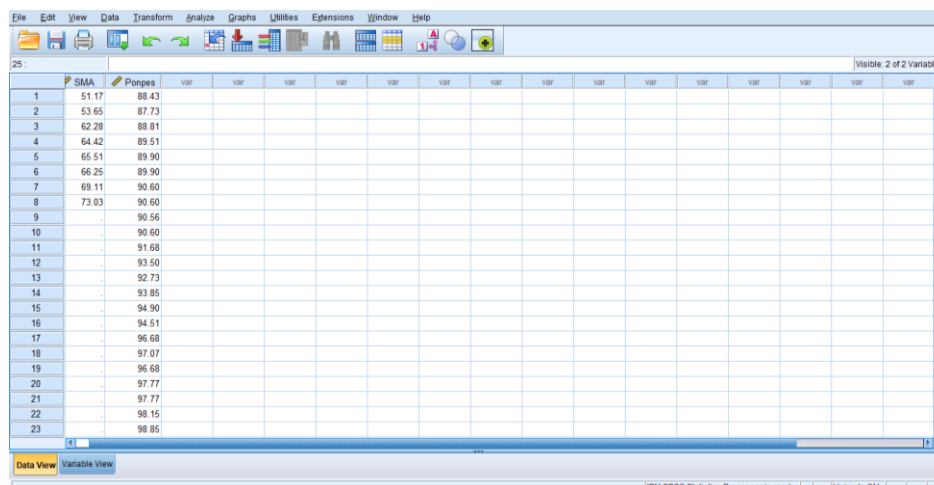 File Edit View Data Transform Analyze Graphs Utilities Extensions Window Help
25 :
Visible: 2 of 2 Variabl
SMA Ponpes var var var var var var var var var var var var var
1 51.17 88.43
2 53.65 87.73
3 62.28 88.81
4 64.42 89.51
5 65.51 89.90
6 66.25 89.90
7 69.11 90.60
8 73.03 90.60
9 . 90.56
10 . 90.60
11 . 91.68
12 . 93.50
13 . 92.73
14 . 93.85
15 . 94.90
16 . 94.51
17 . 96.68
18 . 97.07
19 . 96.68
20 . 97.77
21 . 97.77
22 . 98.15
23 . 98.85
Data View Variable View